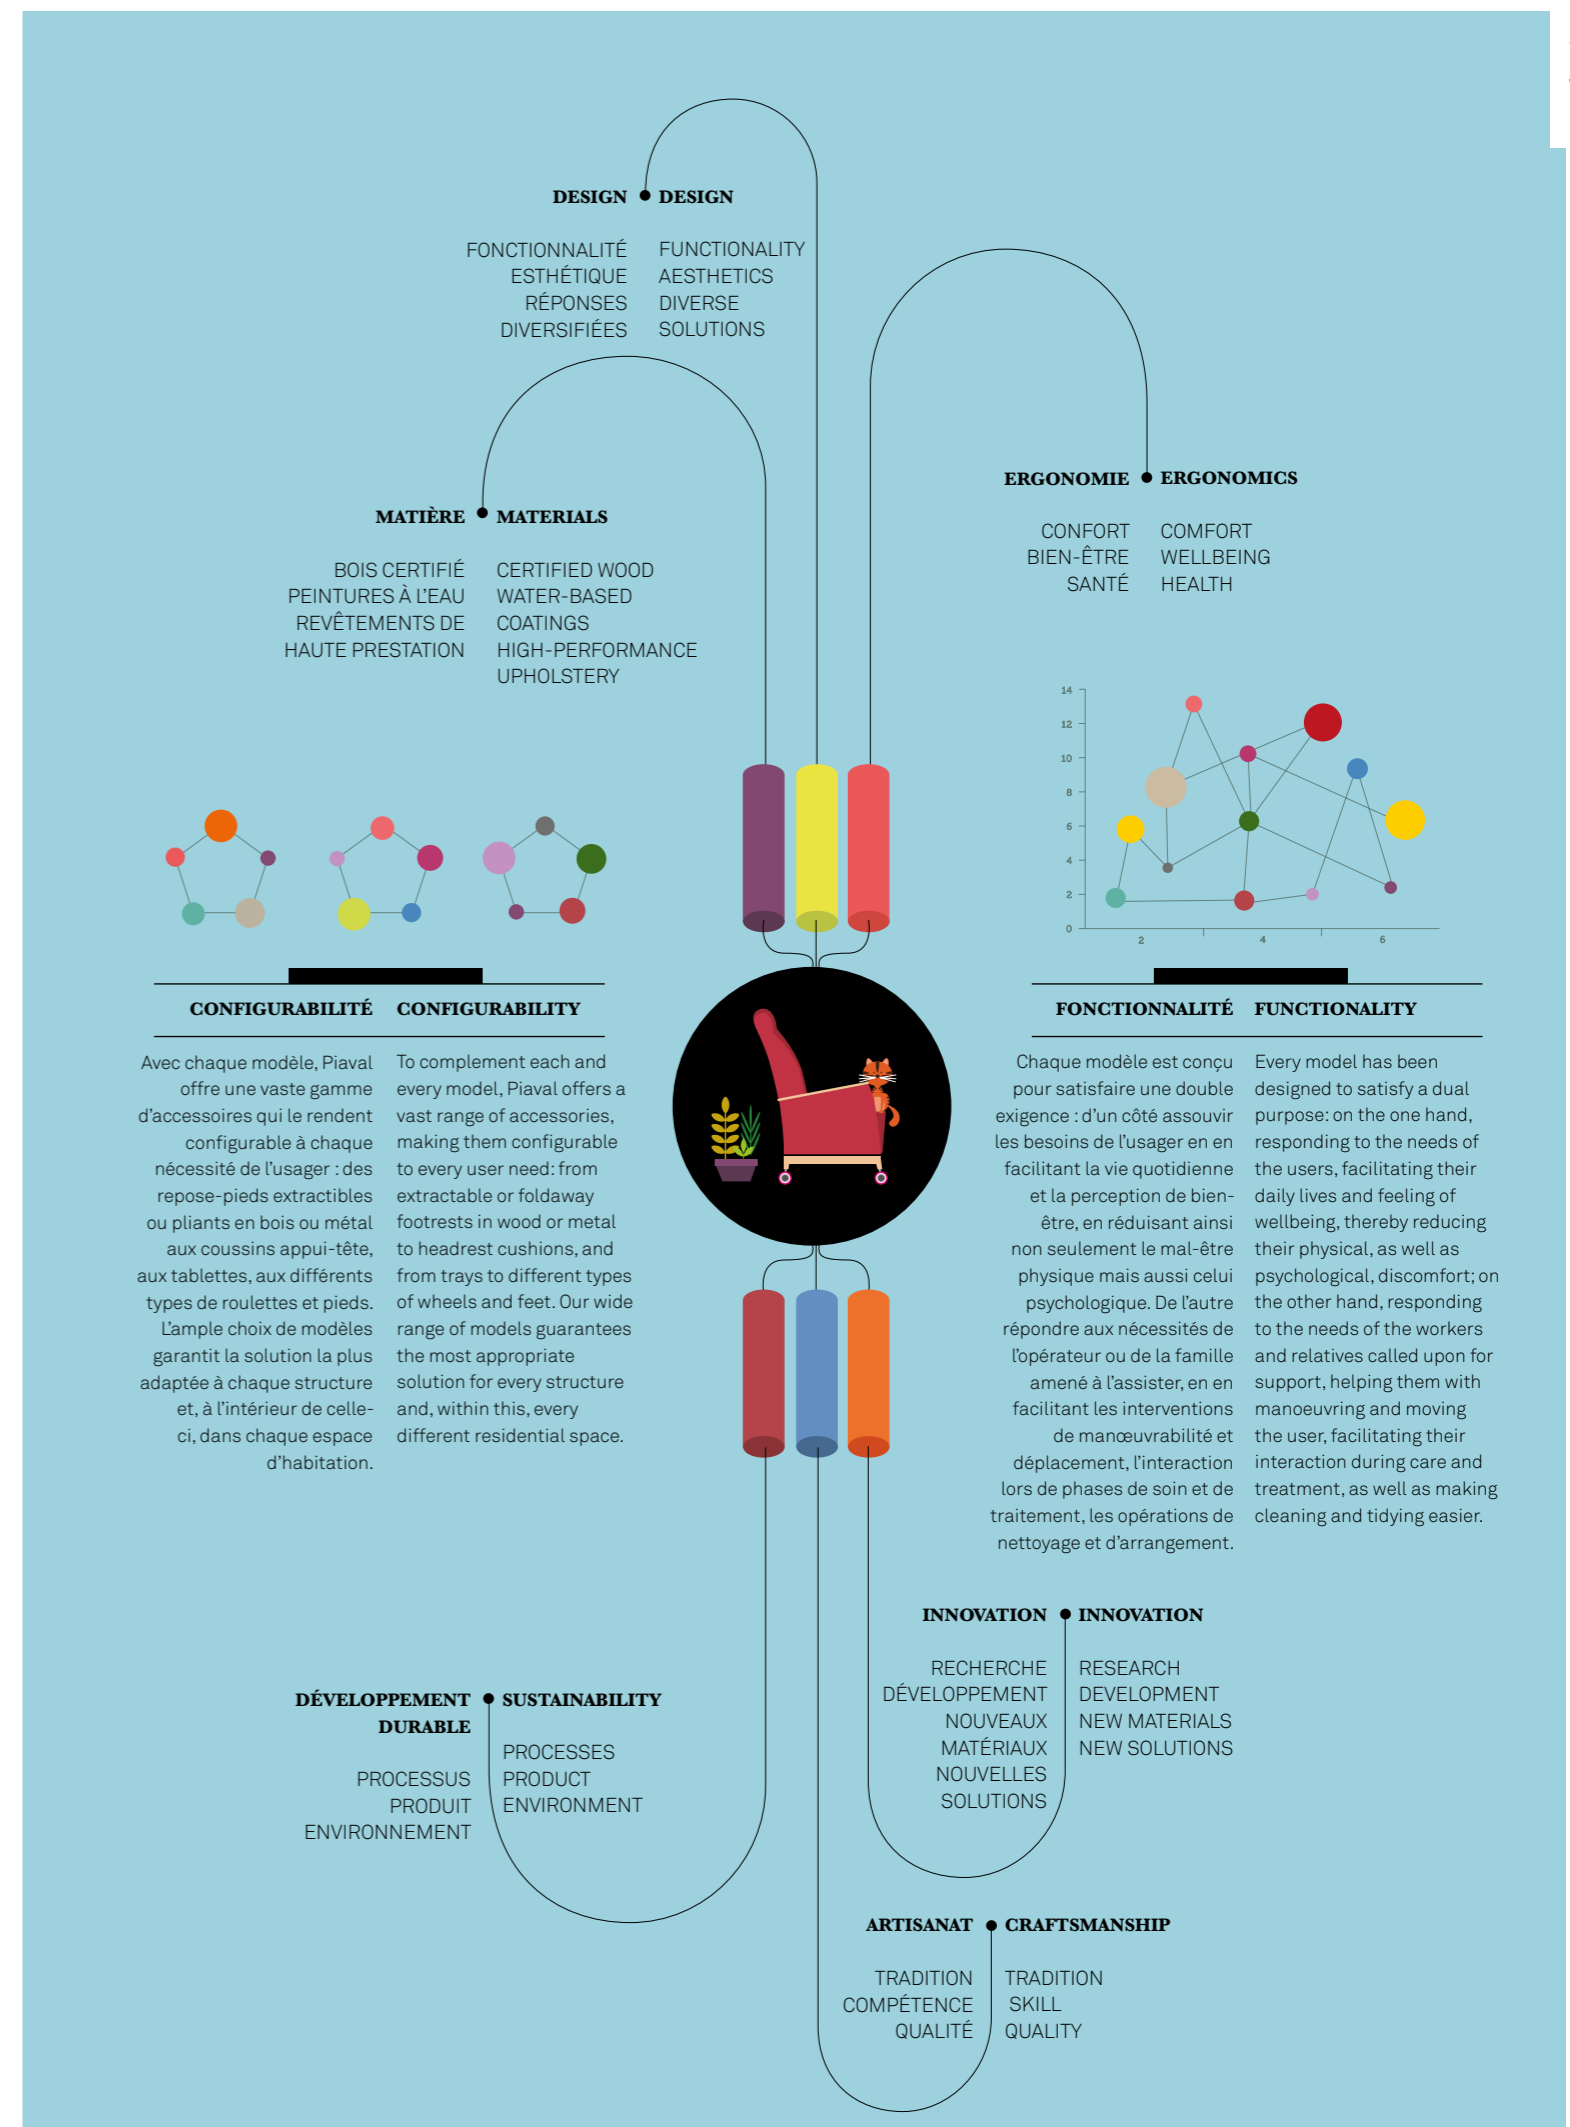 DESIGN
FONCTIONNALITÉ
ESTHÉTIQUE
RÉPONSES
DIVERSIFIÉES
DESIGN
FUNCTIONALITY
AESTHETICS
DIVERSE
SOLUTIONS
MATIÈRE
BOIS CERTIFIÉ
PEINTURES À L'EAU
REVÊTEMENTS DE
HAUTE PRESTATION
MATERIALS
CERTIFIED WOOD
WATER-BASED
COATINGS
HIGH-PERFORMANCE
UPHOLSTERY
ERGONOMIE
CONFORT
BIEN-ÊTRE
SANTÉ
ERGONOMICS
COMFORT
WELLBEING
HEALTH
14
12
10
8
6
4
2
0
2
4
6
CONFIGURABILITÉ
Avec chaque modèle, Piaval
offre une vaste gamme
d'accessoires qui le rendent
configurable à chaque
nécessité de l'usager : des
repose-pieds extractibles
ou pliants en bois ou métal
aux coussins appui-tête,
aux tablettes, aux différents
types de roulettes et pieds.
L'ample choix de modèles
garantit la solution la plus
adaptée à chaque structure
et, à l'intérieur de celle-
ci, dans chaque espace
d'habitation.
CONFIGURABILITY
To complement each and
every model, Piaval offers a
vast range of accessories,
making them configurable
to every user need: from
extractable or foldaway
footrests in wood or metal
to headrest cushions, and
from trays to different types
of wheels and feet. Our wide
range of models guarantees
the most appropriate
solution for every structure
and, within this, every
different residential space.
FONCTIONNALITÉ
Chaque modèle est conçu
pour satisfaire une double
exigence : d'un côté assouvir
les besoins de l'usager en en
facilitant la vie quotidienne
et la perception de bien-
être, en réduisant ainsi
non seulement le mal-être
physique mais aussi celui
psychologique. De l'autre
répondre aux nécessités de
l'opérateur ou de la famille
amené à l'assister, en en
facilitant les interventions
de manœuvrabilité et
déplacement, l'interaction
lors de phases de soin et de
traitement, les opérations de
nettoyage et d'arrangement.
FUNCTIONALITY
Every model has been
designed to satisfy a dual
purpose: on the one hand,
responding to the needs of
the users, facilitating their
daily lives and feeling of
wellbeing, thereby reducing
their physical, as well as
psychological, discomfort; on
the other hand, responding
to the needs of the workers
and relatives called upon for
support, helping them with
manoeuvring and moving
the user, facilitating their
interaction during care and
treatment, as well as making
cleaning and tidying easier.
INNOVATION
RECHERCHE
DÉVELOPPEMENT
NOUVEAUX
MATÉRIAUX
NOUVELLES
SOLUTIONS
INNOVATION
RESEARCH
DEVELOPMENT
NEW MATERIALS
NEW SOLUTIONS
DÉVELOPPEMENT
DURABLE
PROCESSUS
PRODUIT
ENVIRONNEMENT
SUSTAINABILITY
PROCESSES
PRODUCT
ENVIRONMENT
ARTISANAT
TRADITION
COMPÉTENCE
QUALITÉ
CRAFTSMANSHIP
TRADITION
SKILL
QUALITY